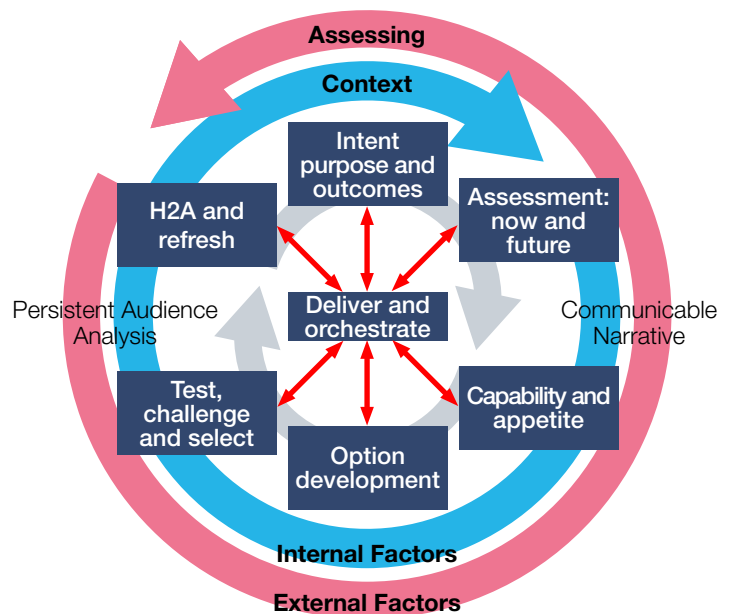 Assessing
Context
Intent
purpose and
outcomes
H2A and
refresh
Assessment:
now and
future
Persistent Audience
Analysis
Deliver and
orchestrate
Communicable
Narrative
Test,
challenge
and select
Capability and
appetite
Option
development
Internal Factors
External Factors